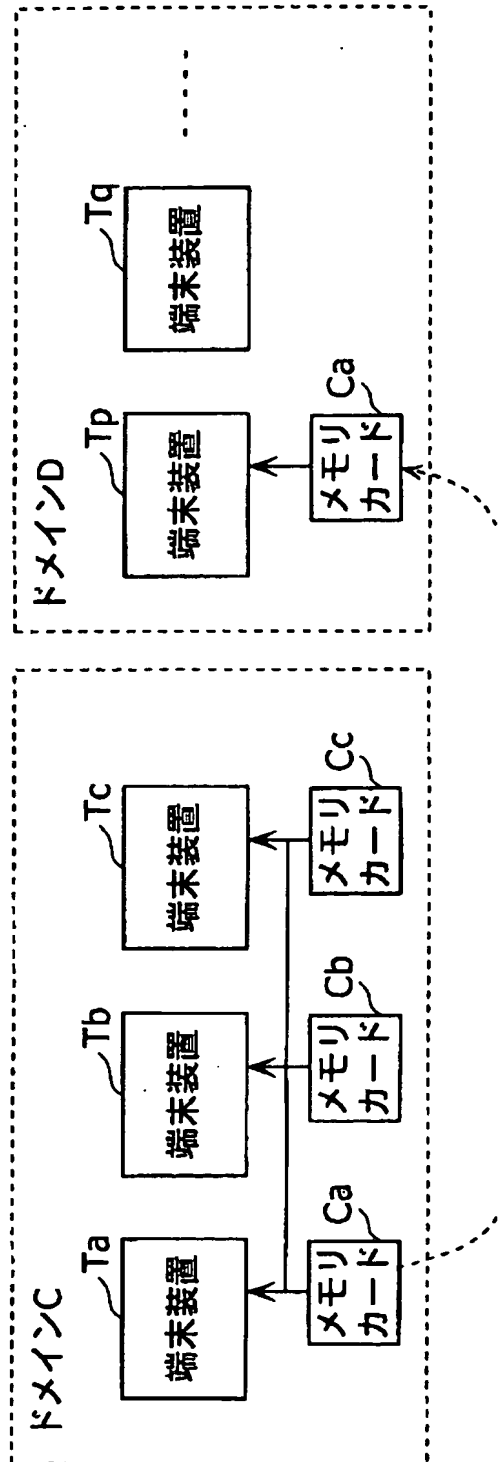 ドメインC
Ta
端末装置
Tb
端末装置
Tc
端末装置
Ca
メモリ
カード
Cb
メモリ
カード
Cc
メモリ
カード
ドメインD
Tp
端末装置
Tq
端末装置
Ca
メモリ
カード